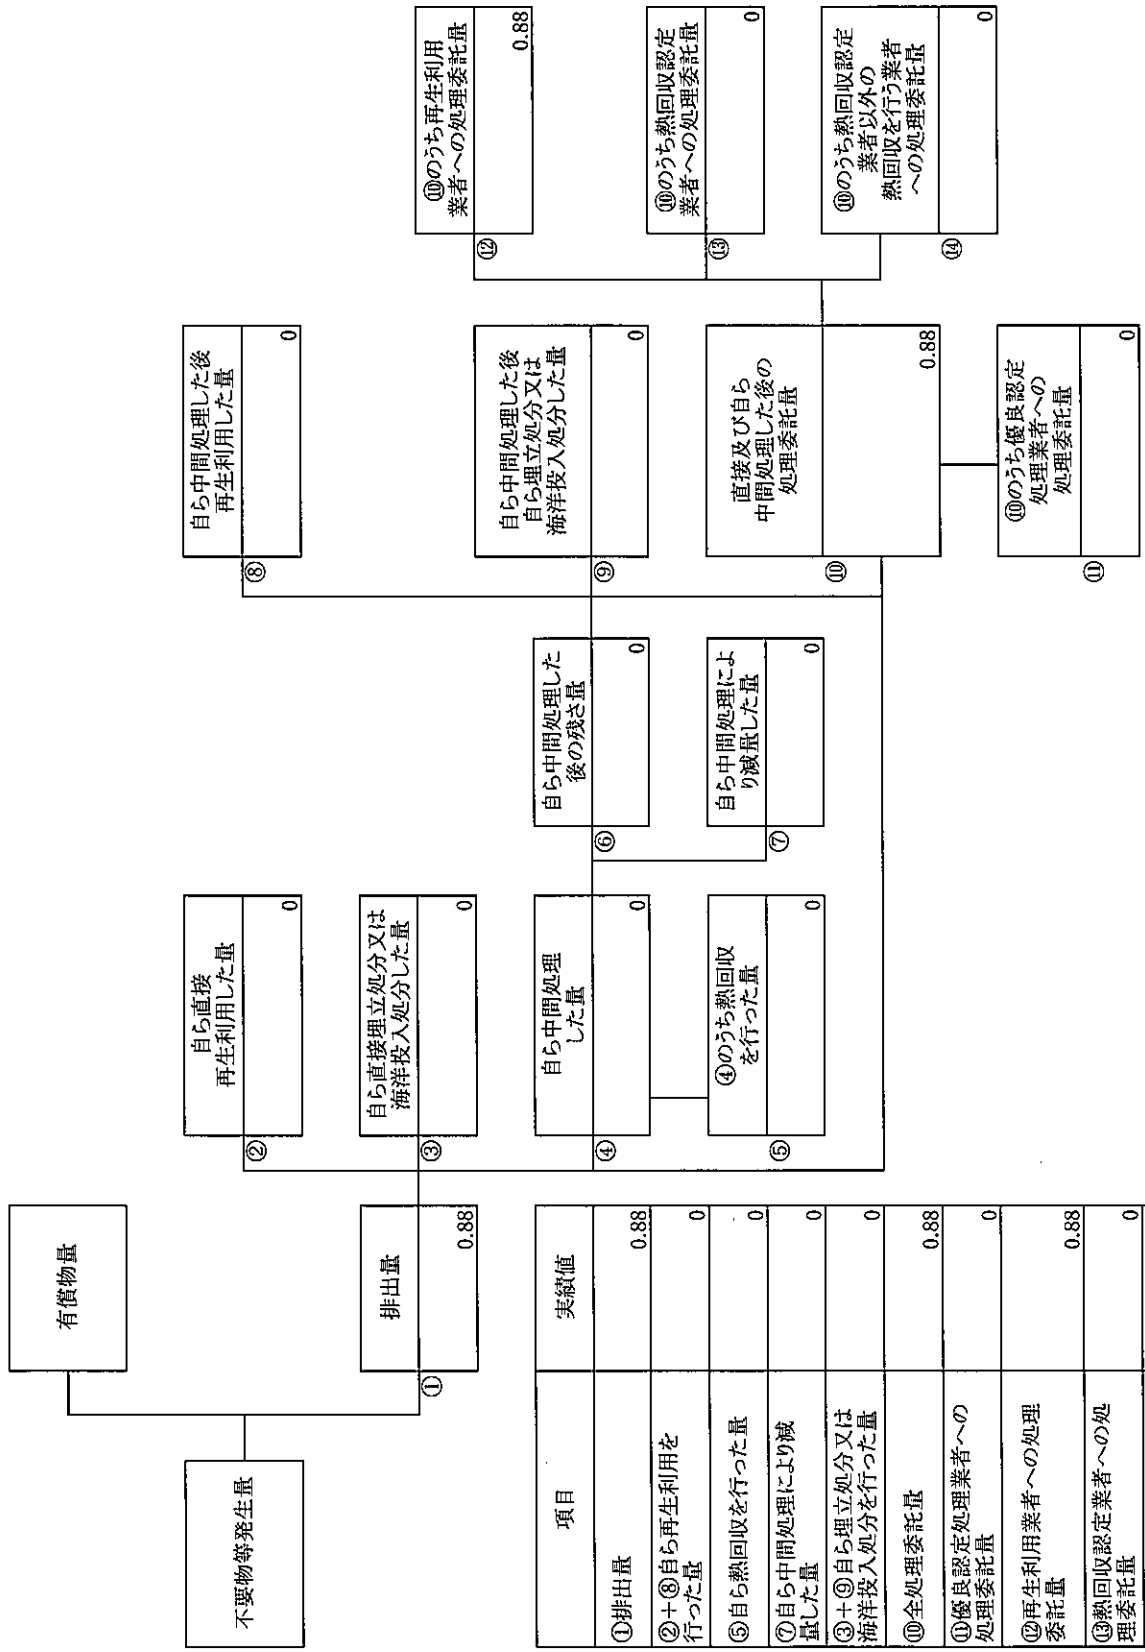 不要物等発生量
有償物量
①
排出量
0.88
②
自ら直接
再生利用した量
0
③
自ら直接埋立処分又は
海洋投入処分した量
0
④
自ら中間処理
した量
0
⑤
④のうち熱回収
を行った量
0
⑥
自ら中間処理した
後の残さ量
0
⑦
自ら中間処理によ
り減量した量
0
⑧
自ら中間処理した後
再生利用した量
0
⑨
自ら中間処理した後
自ら埋立処分又は
海洋投入処分した量
0
⑩
直接及び自ら
中間処理した後の
処理委託量
0.88
⑪
⑩のうち優良認定
処理業者への
処理委託量
0
⑫
⑩のうち再生利用
業者への処理委託量
0.88
⑬
⑩のうち熱回収認定
業者への処理委託量
0
⑭
⑩のうち熱回収認定
業者以外の
熱回収を行う業者
への処理委託量
0
項目 実績値
①排出量 0.88
②+⑧自ら再生利用を
行った量 0
⑤自ら熱回収を行った量 0
⑦自ら中間処理により減
量した量 0
③+⑨自ら埋立処分又は
海洋投入処分を行った量 0
⑩全処理委託量 0.88
⑪優良認定処理業者への
処理委託量 0
⑫再生利用業者への処理
委託量 0.88
⑬熱回収認定業者への処
理委託量 0